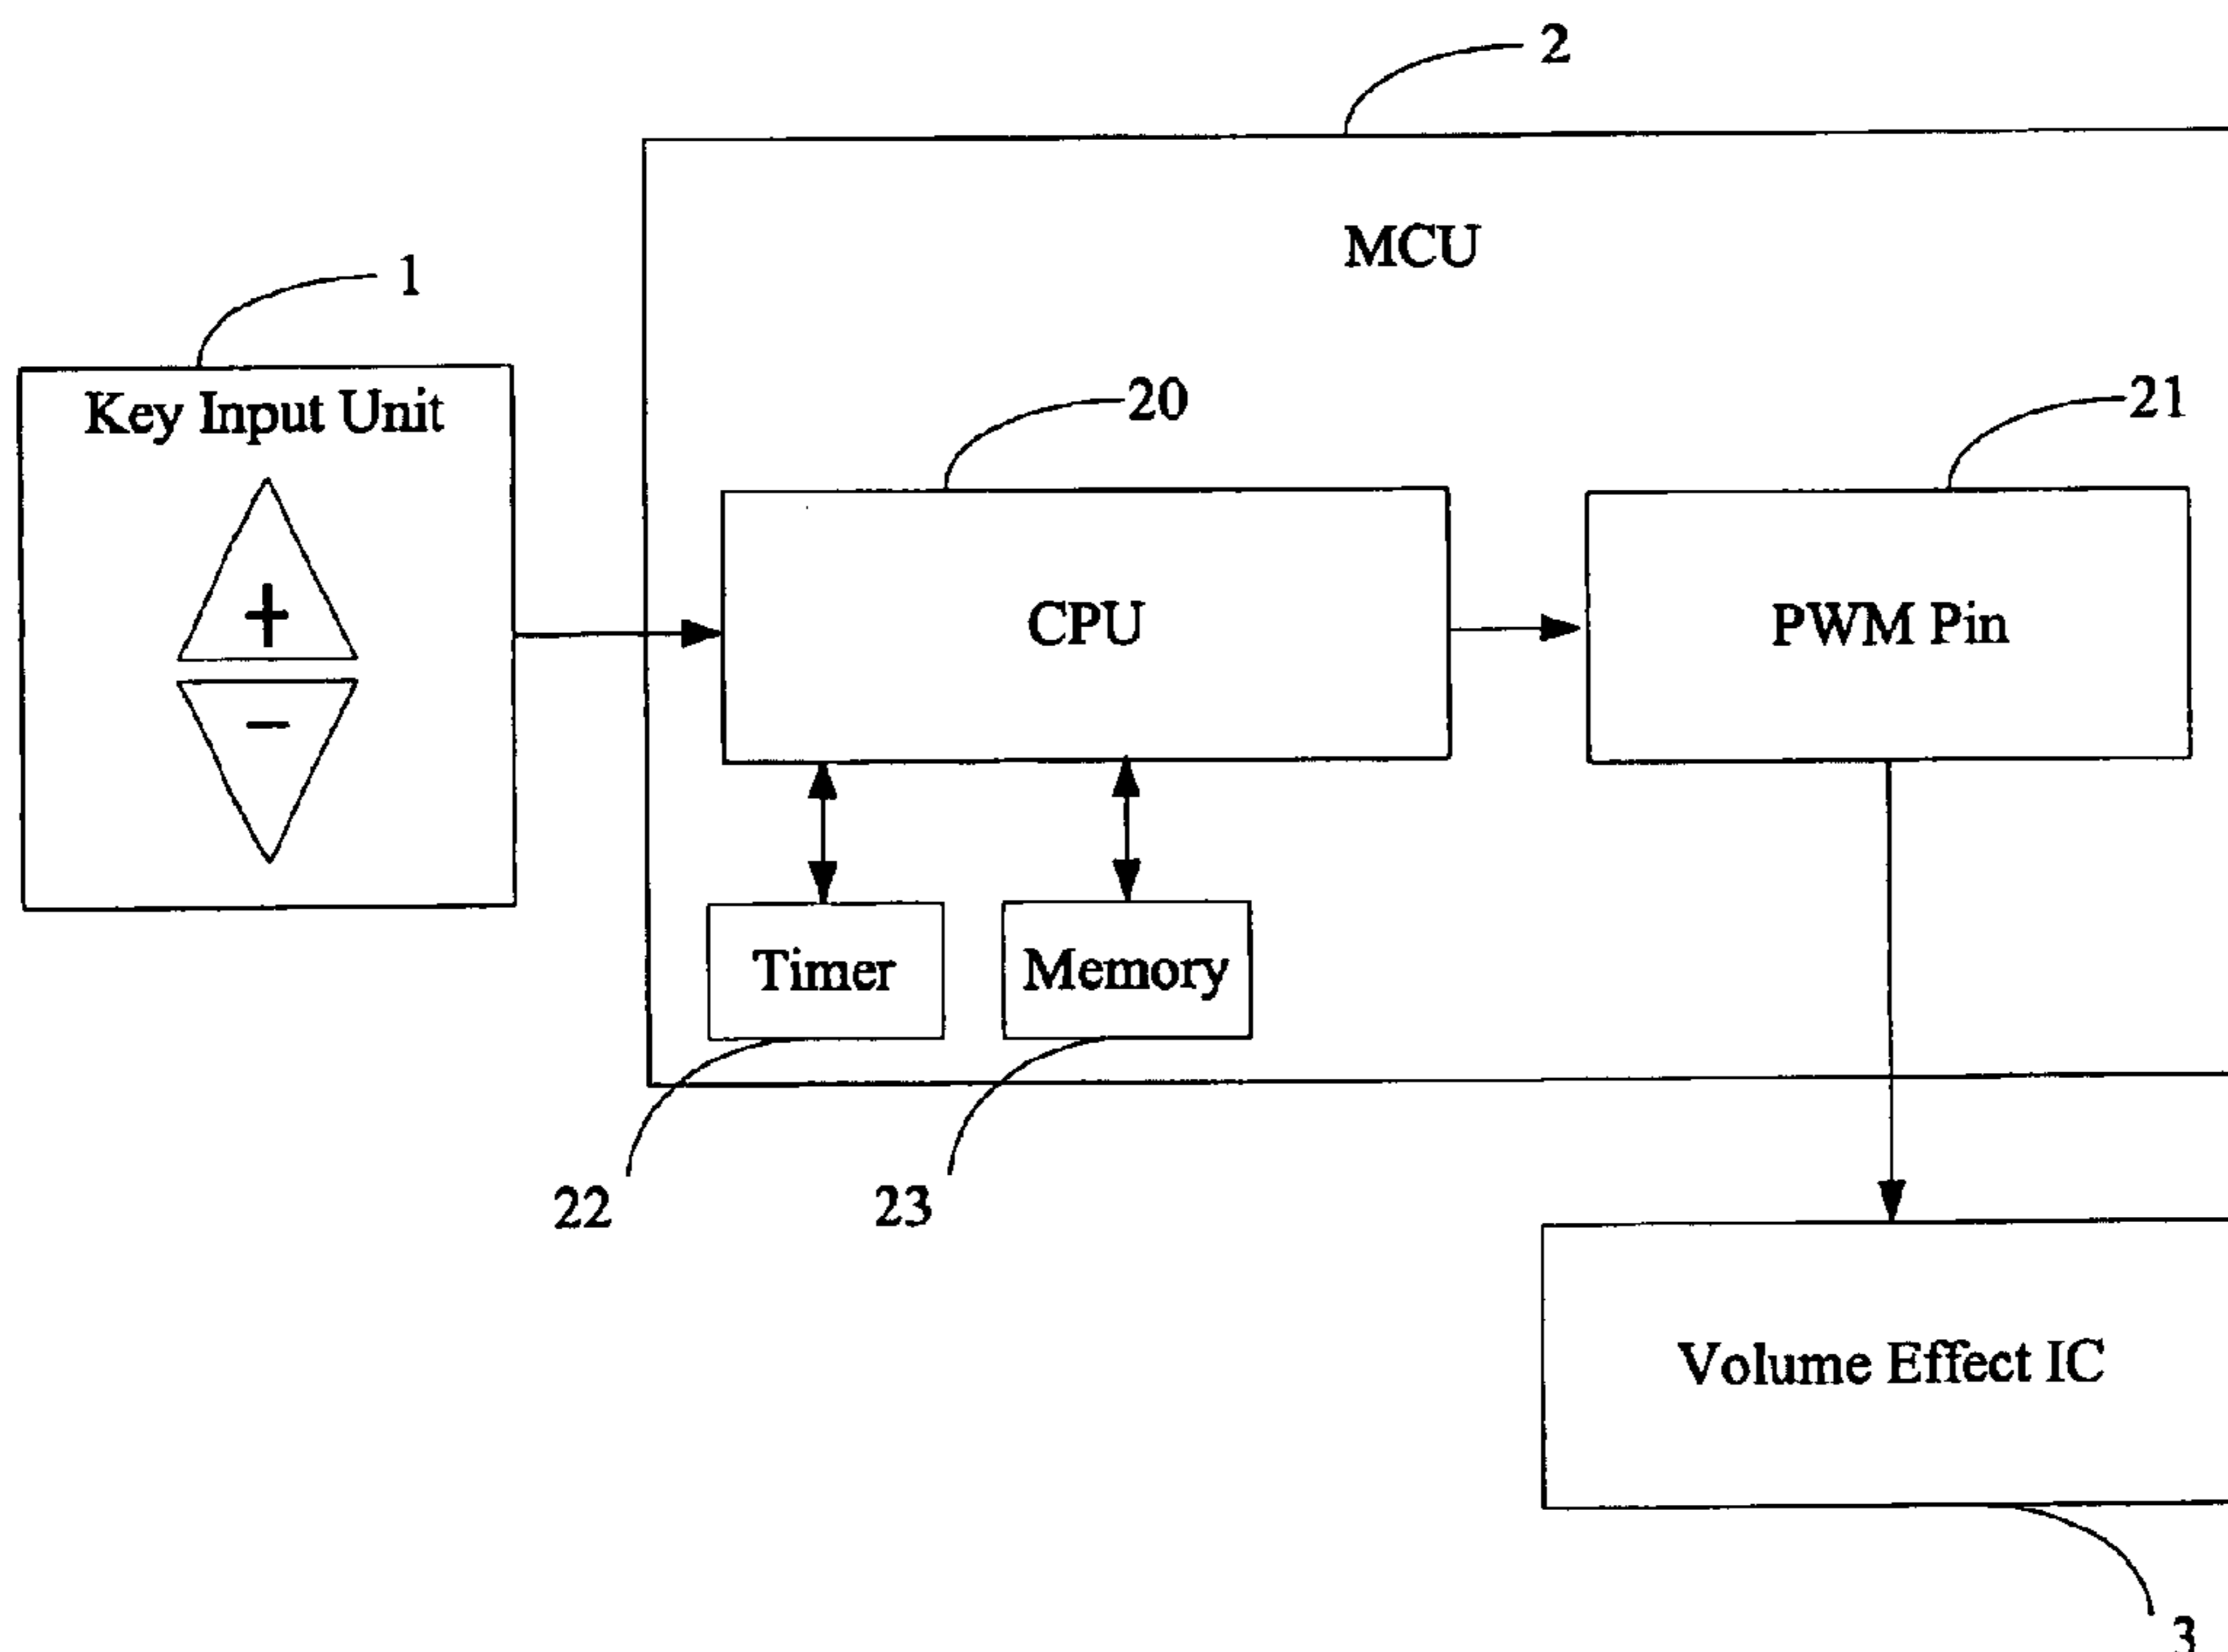 2
MCU
1
Key Input Unit
+
−
20
21
CPU
PWM Pin
Timer
Memory
22
23
Volume Effect IC
3